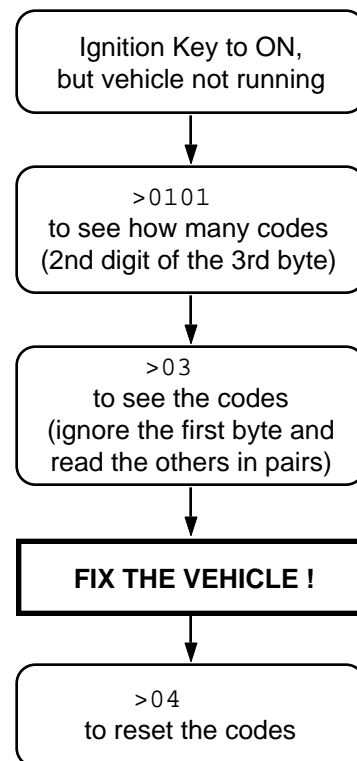 Ignition Key to ON,
but vehicle not running
>0101
to see how many codes
(2nd digit of the 3rd byte)
>03
to see the codes
(ignore the first byte and
read the others in pairs)
FIX THE VEHICLE !
>04
to reset the codes